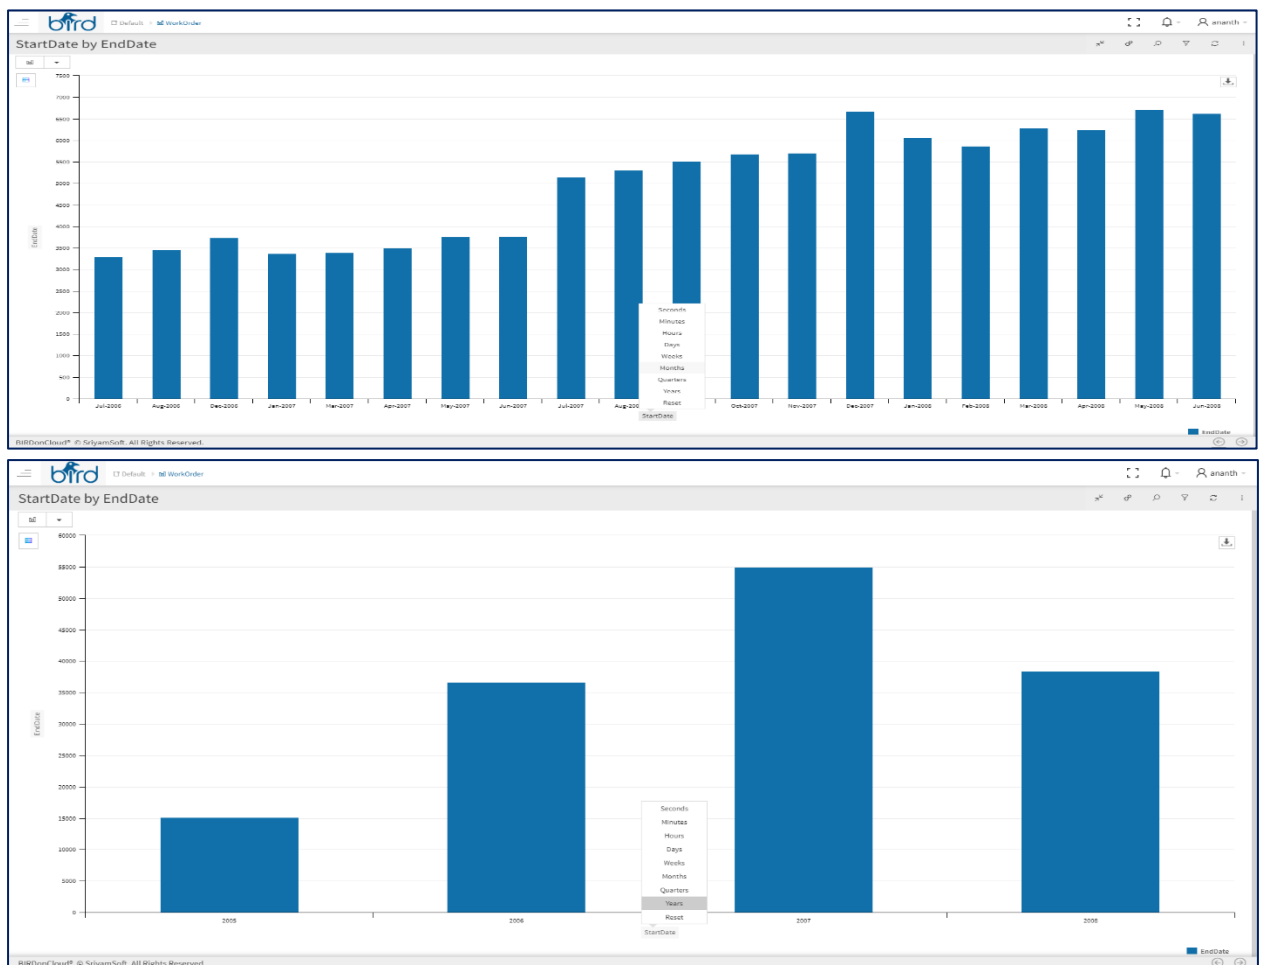 bird
Default > WorkOrder
ananth
StartDate by EndDate
7500
7000
6500
6000
5500
5000
4500
4000
EndDate
3500
3000
2500
2000
1500
1000
500
0
Seconds
Minutes
Hours
Days
Weeks
Months
Quarters
Years
Reset
Jul-2006 Aug-2006 Dec-2006 Jan-2007 Mar-2007 Apr-2007 May-2007 Jun-2007 Jul-2007 Aug-200 Oct-2007 Nov-2007 Dec-2007 Jan-2008 Feb-2008 Mar-2008 Apr-2008 May-2008 Jun-2008
StartDate
EndDate
BIRDonCloud® © SriyamSoft. All Rights Reserved.
bird
Default > WorkOrder
ananth
StartDate by EndDate
60000
55000
50000
45000
40000
35000
EndDate
30000
25000
20000
15000
10000
5000
0
Seconds
Minutes
Hours
Days
Weeks
Months
Quarters
Years
Reset
2005 2006 2007 2008
StartDate
EndDate
BIRDonCloud® © SriyamSoft. All Rights Reserved.